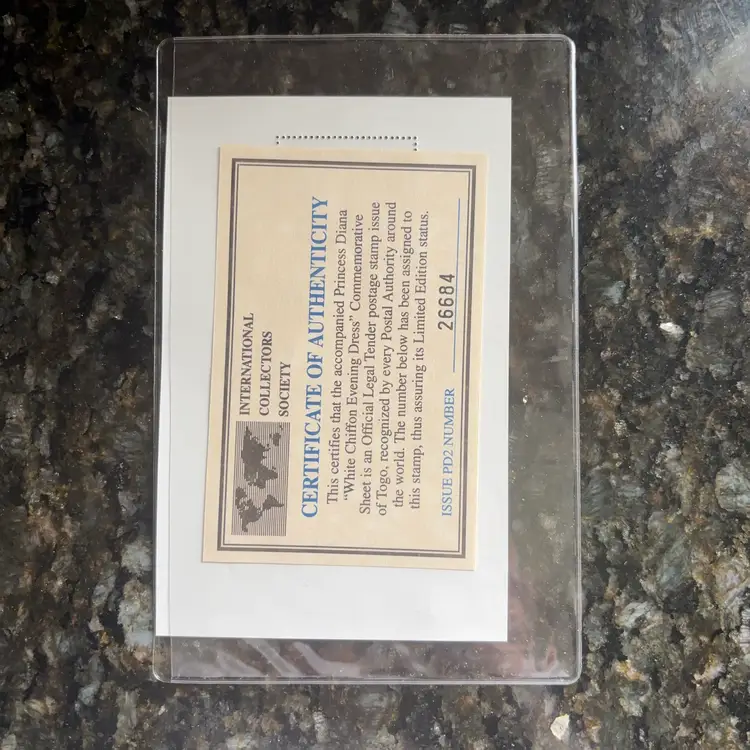 INTERNATIONAL
COLLECTORS
SOCIETY
CERTIFICATE OF AUTHENTICITY
This certifies that the accompanied Princess Diana
“White Chiffon Evening Dress” Commemorative
Sheet is an Official Legal Tender postage stamp issue
of Togo, recognized by every Postal Authority around
the world. The number below has been assigned to
this stamp, thus assuring its Limited Edition status.
ISSUE PD2 NUMBER 26684